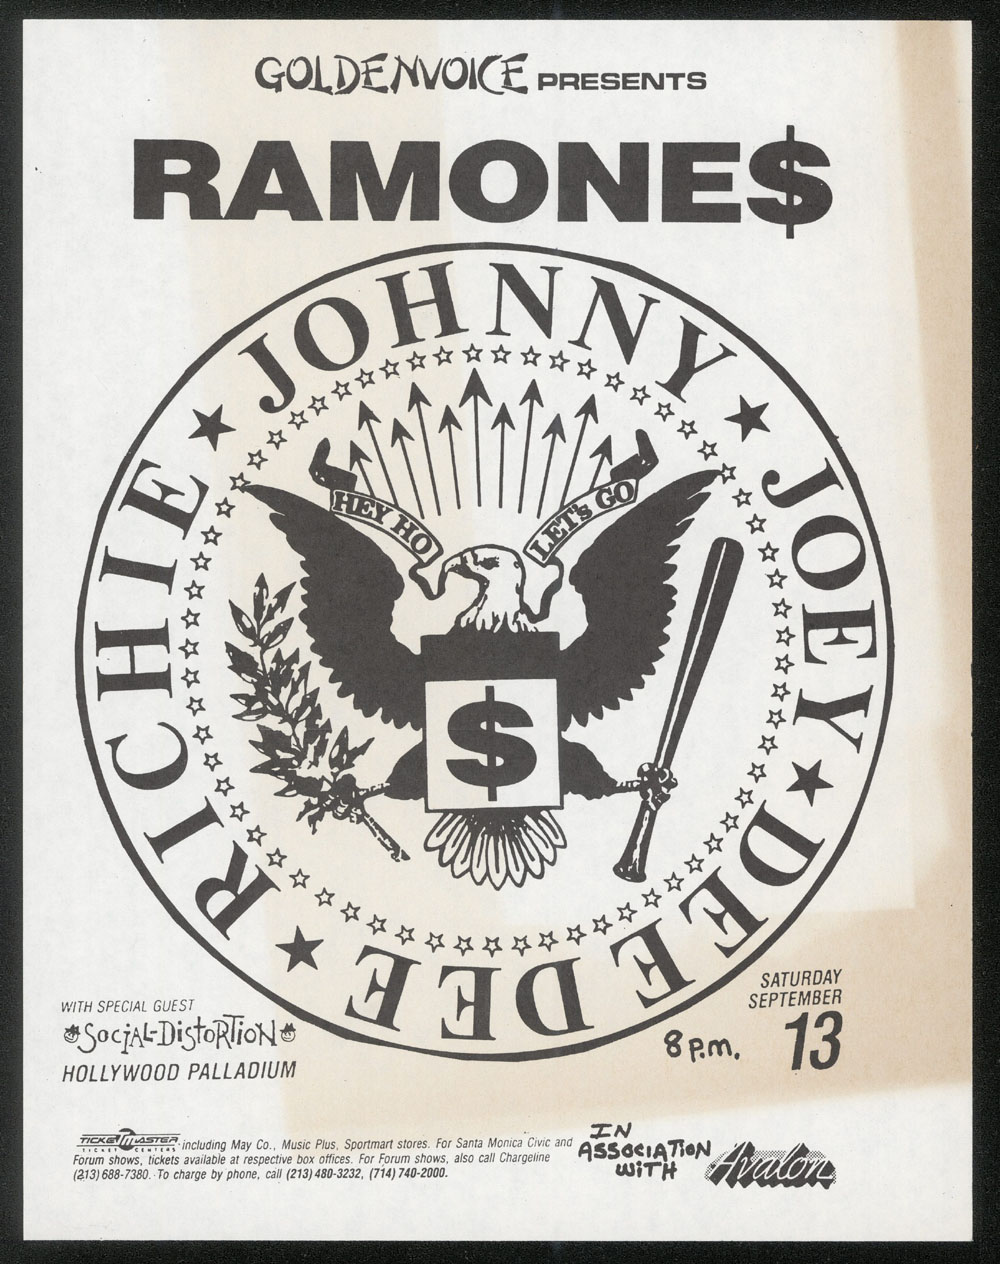 GOLDENVOICE PRESENTS
RAMONE$
JOHNNY ★ JOEY ★ DEE DEE ★ RICHIE ★
HEY HO LET's GO
$
WITH SPECIAL GUEST
SOCIAL-DISTORTION
HOLLYWOOD PALLADIUM
SATURDAY
SEPTEMBER
13
8 P.m.
TICKETMASTER including May Co., Music Plus, Sportmart stores. For Santa Monica Civic and
TICKET CENTERS
Forum shows, tickets available at respective box offices. For Forum shows, also call Chargeline
(213) 688-7380. To charge by phone, call (213) 480-3232, (714) 740-2000.
IN
ASSOCIATION
WiTH
Avalon